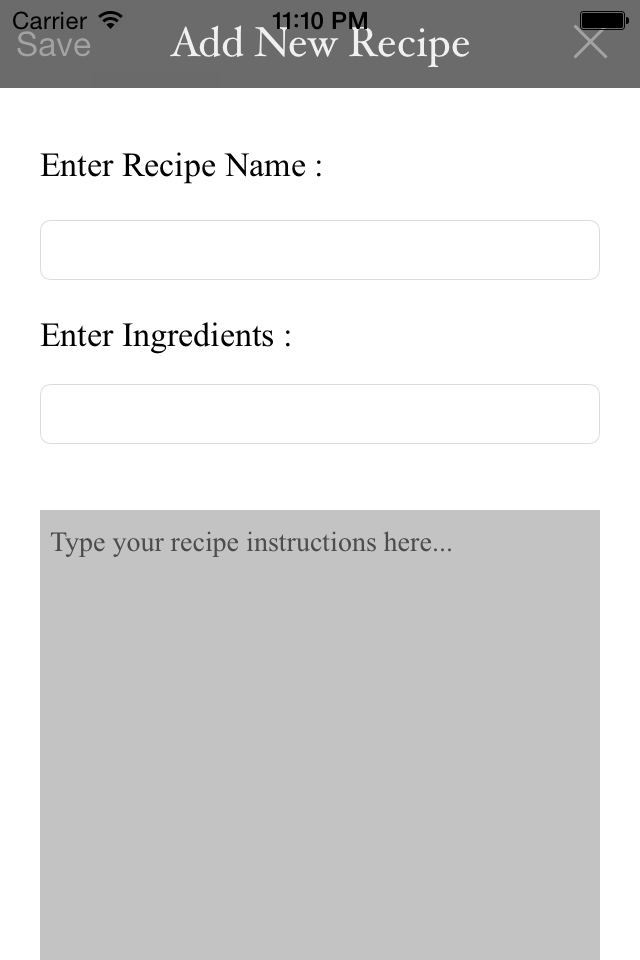 Carrier 11:10 PM
Save Add New Recipe
Enter Recipe Name :
Enter Ingredients :
Type your recipe instructions here...